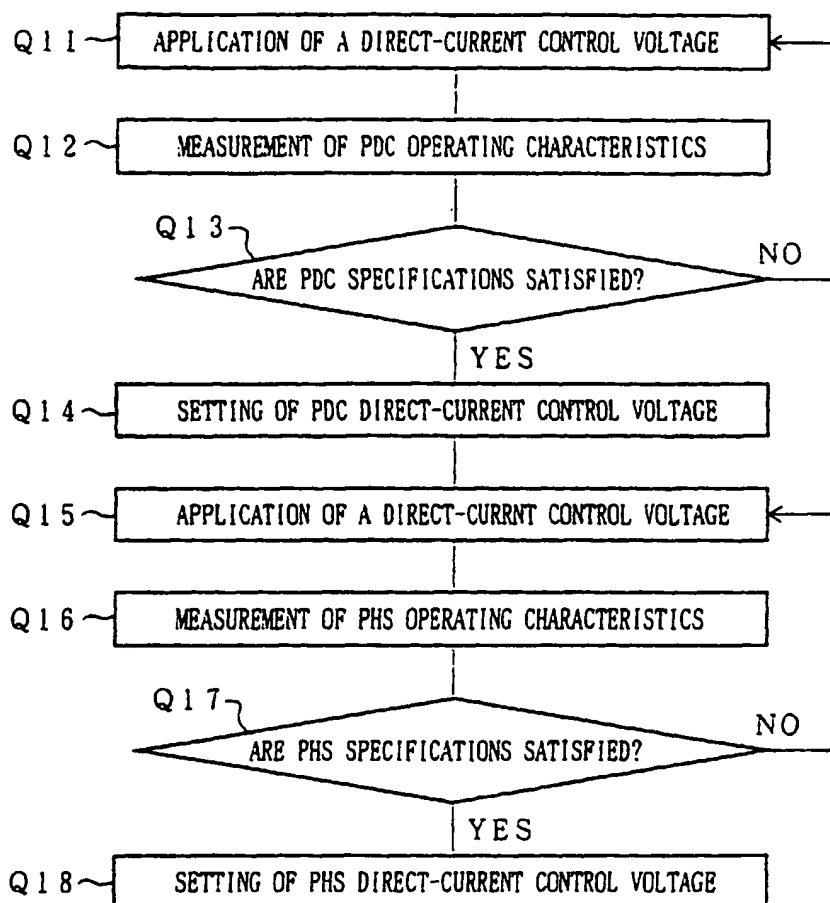 Q11 APPLICATION OF A DIRECT-CURRENT CONTROL VOLTAGE
Q12 MEASUREMENT OF PDC OPERATING CHARACTERISTICS
Q13
ARE PDC SPECIFICATIONS SATISFIED? NO
YES
Q14 SETTING OF PDC DIRECT-CURRENT CONTROL VOLTAGE
Q15 APPLICATION OF A DIRECT-CURRNT CONTROL VOLTAGE
Q16 MEASUREMENT OF PHS OPERATING CHARACTERISTICS
Q17
ARE PHS SPECIFICATIONS SATISFIED? NO
YES
Q18 SETTING OF PHS DIRECT-CURRENT CONTROL VOLTAGE